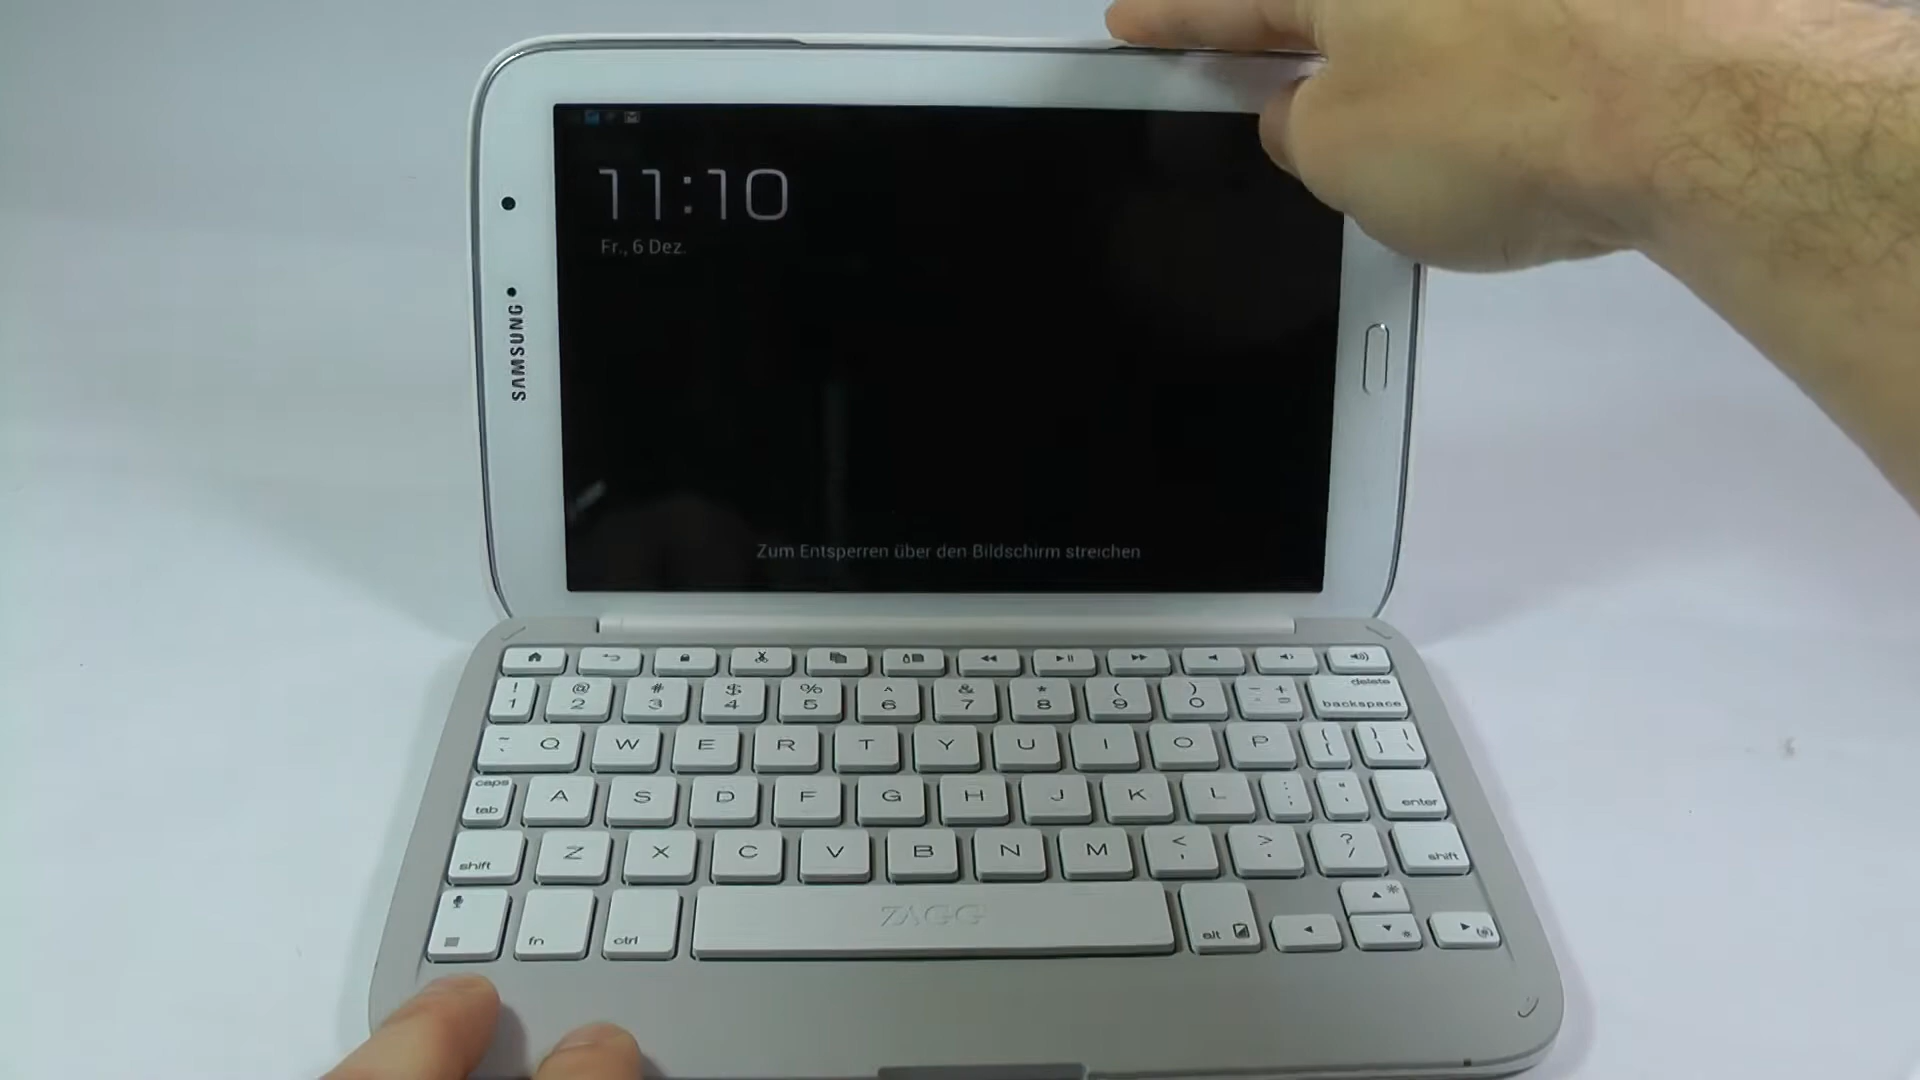 11:10
Fr., 6 Dez.
SAMSUNG
Zum Entsperren über den Bildschirm streichen
! @ # $ % ^ & * ( ) - + delete
1 2 3 4 5 6 7 8 9 0 = backspace
~ Q W E R T Y U I O P { } |
` [ ] \
caps A S D F G H J K L : "
tab ; ' enter
shift Z X C V B N M < > ? shift
, . /
ZAGG
fn ctrl alt